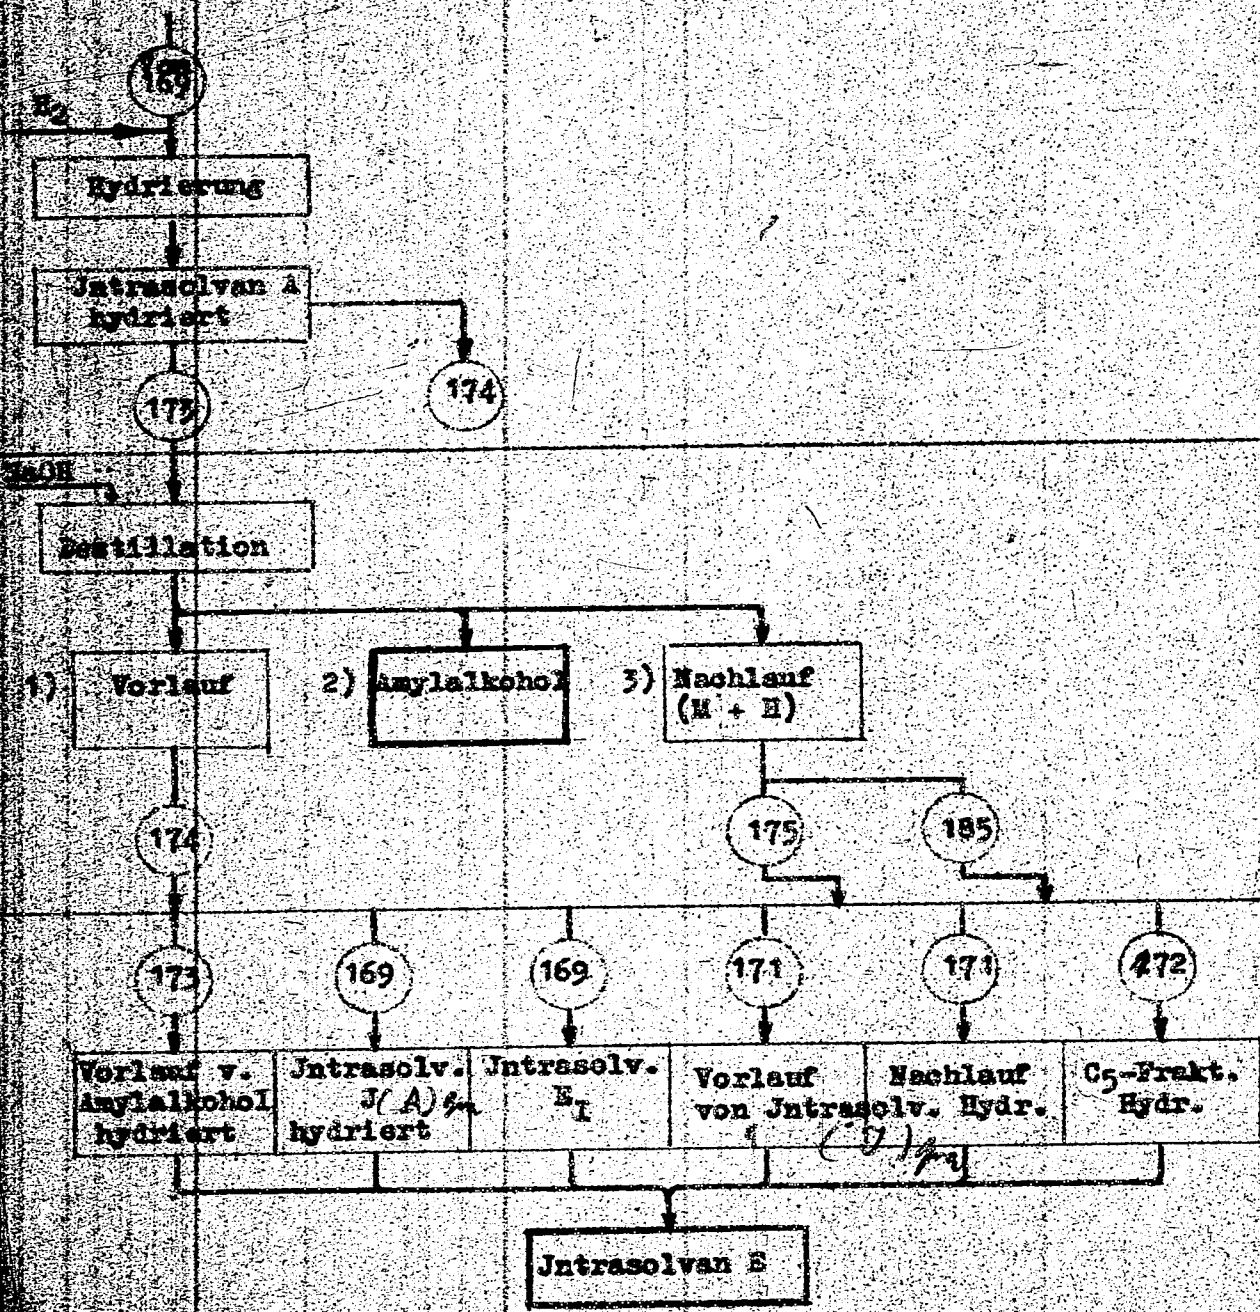 169
H2
Hydrierung
Jntrasolvan A
hydriert
173
174
NaOH
Destillation
1) Vorlauf
2) Amylalkohol
3) Nachlauf
(M + H)
174
175
185
173
169
169
171
171
172
Vorlauf v.
Amylalkohol
hydriert
Jntrasolv.
J(A)
hydriert
Jntrasolv.
E I
Vorlauf
Nachlauf
von Jntrasolv. Hydr.
(J)
C5-Frakt.
Hydr.
Jntrasolvan E